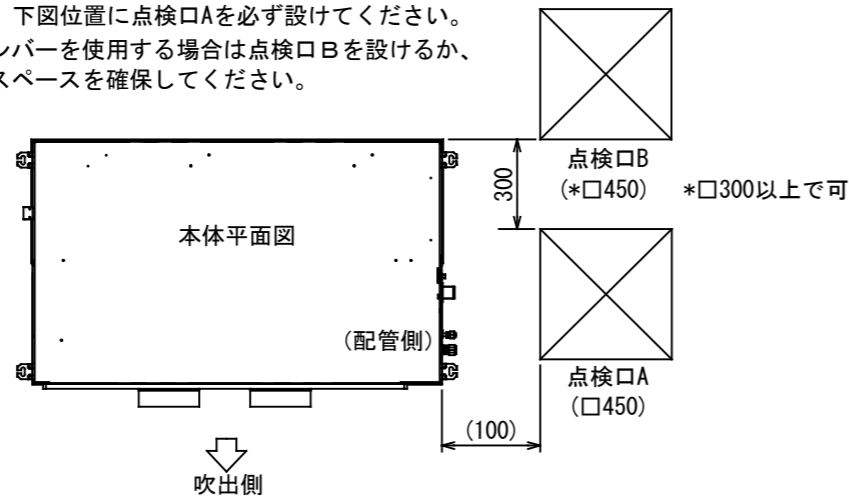 下図位置に点検口Aを必ず設けてください。
ンバーを使用する場合は点検口Bを設けるか、
スペースを確保してください。
点検口B
(*□450)
*□300以上で可
300
本体平面図
(配管側)
点検口A
(□450)
(100)
吹出側